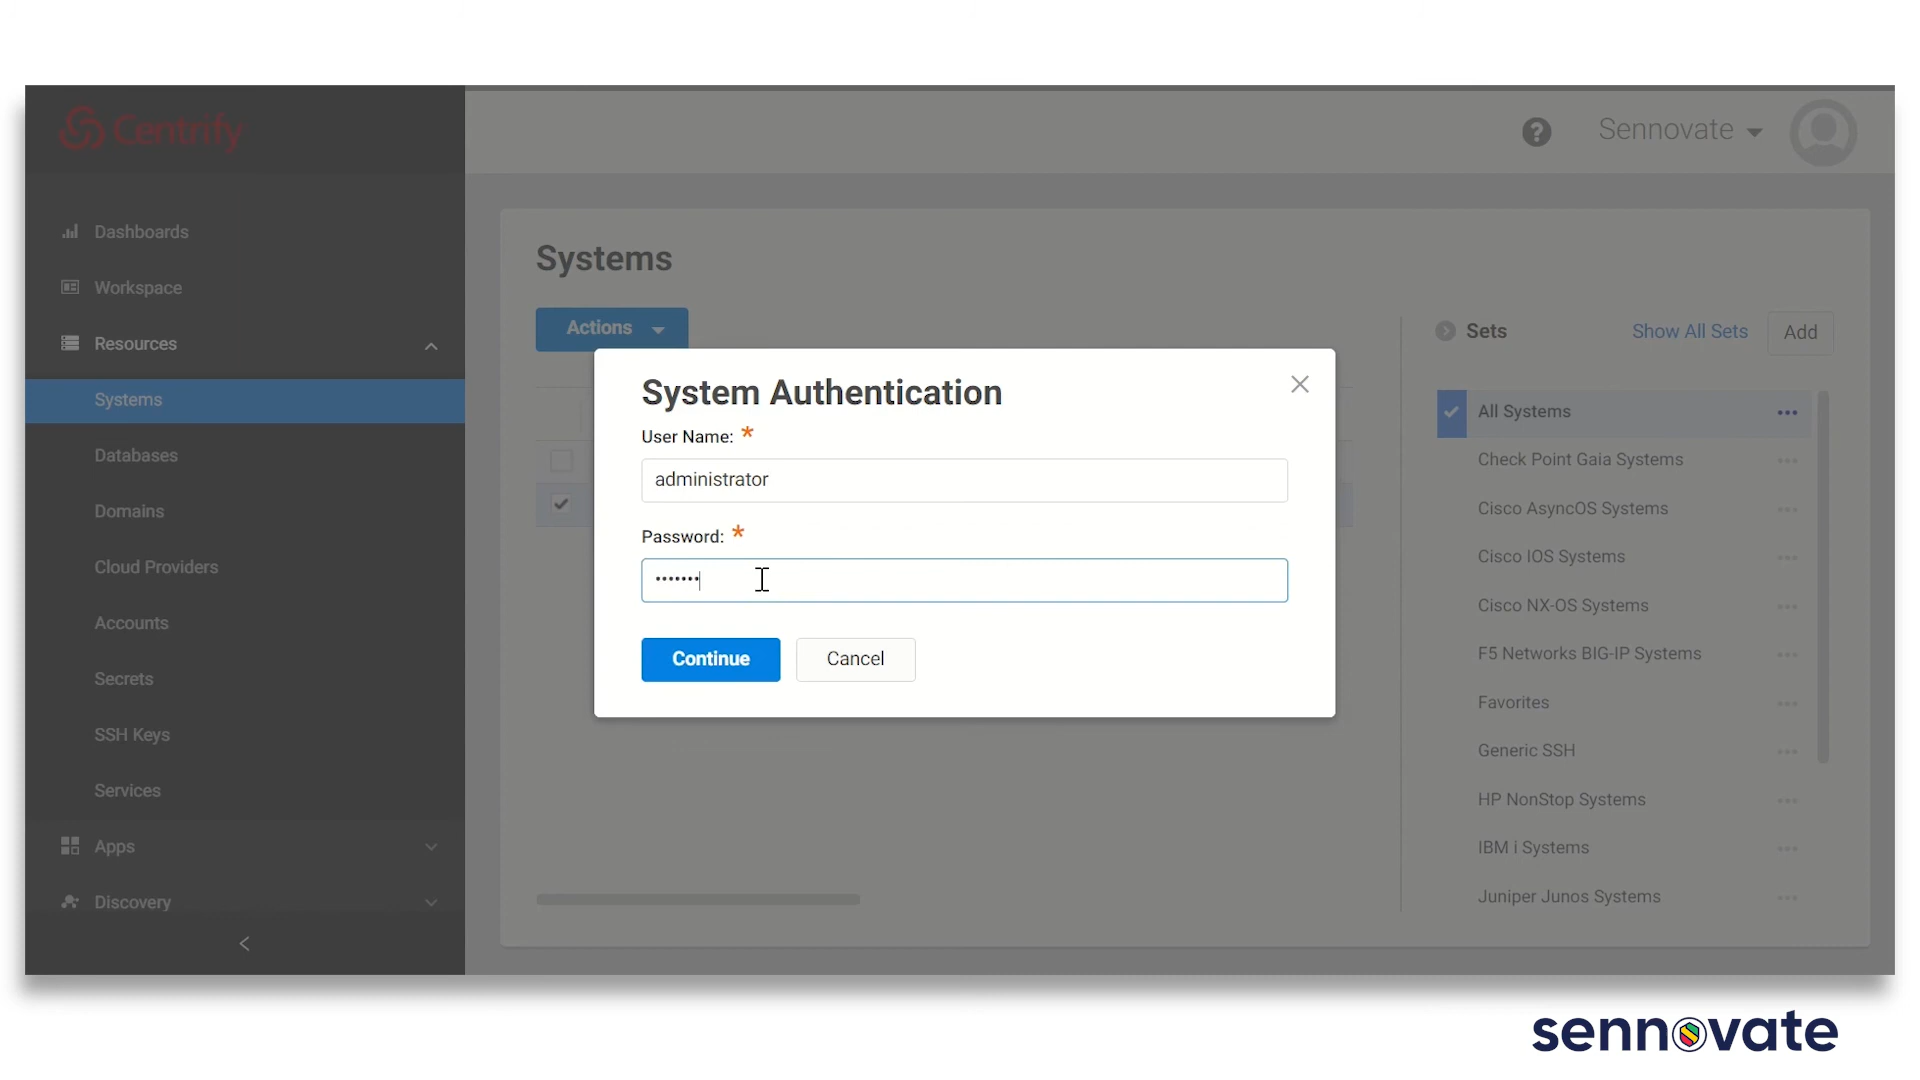 Centrify
?
Sennovate
Dashboards
Workspace
Resources
Systems
Databases
Domains
Cloud Providers
Accounts
Secrets
SSH Keys
Services
Apps
Discovery
Systems
Actions
System Authentication
User Name: *
administrator
Password: *
•••••••
Continue
Cancel
Sets
Show All Sets
Add
All Systems
Check Point Gaia Systems
Cisco AsyncOS Systems
Cisco IOS Systems
Cisco NX-OS Systems
F5 Networks BIG-IP Systems
Favorites
Generic SSH
HP NonStop Systems
IBM i Systems
Juniper Junos Systems
sennovate